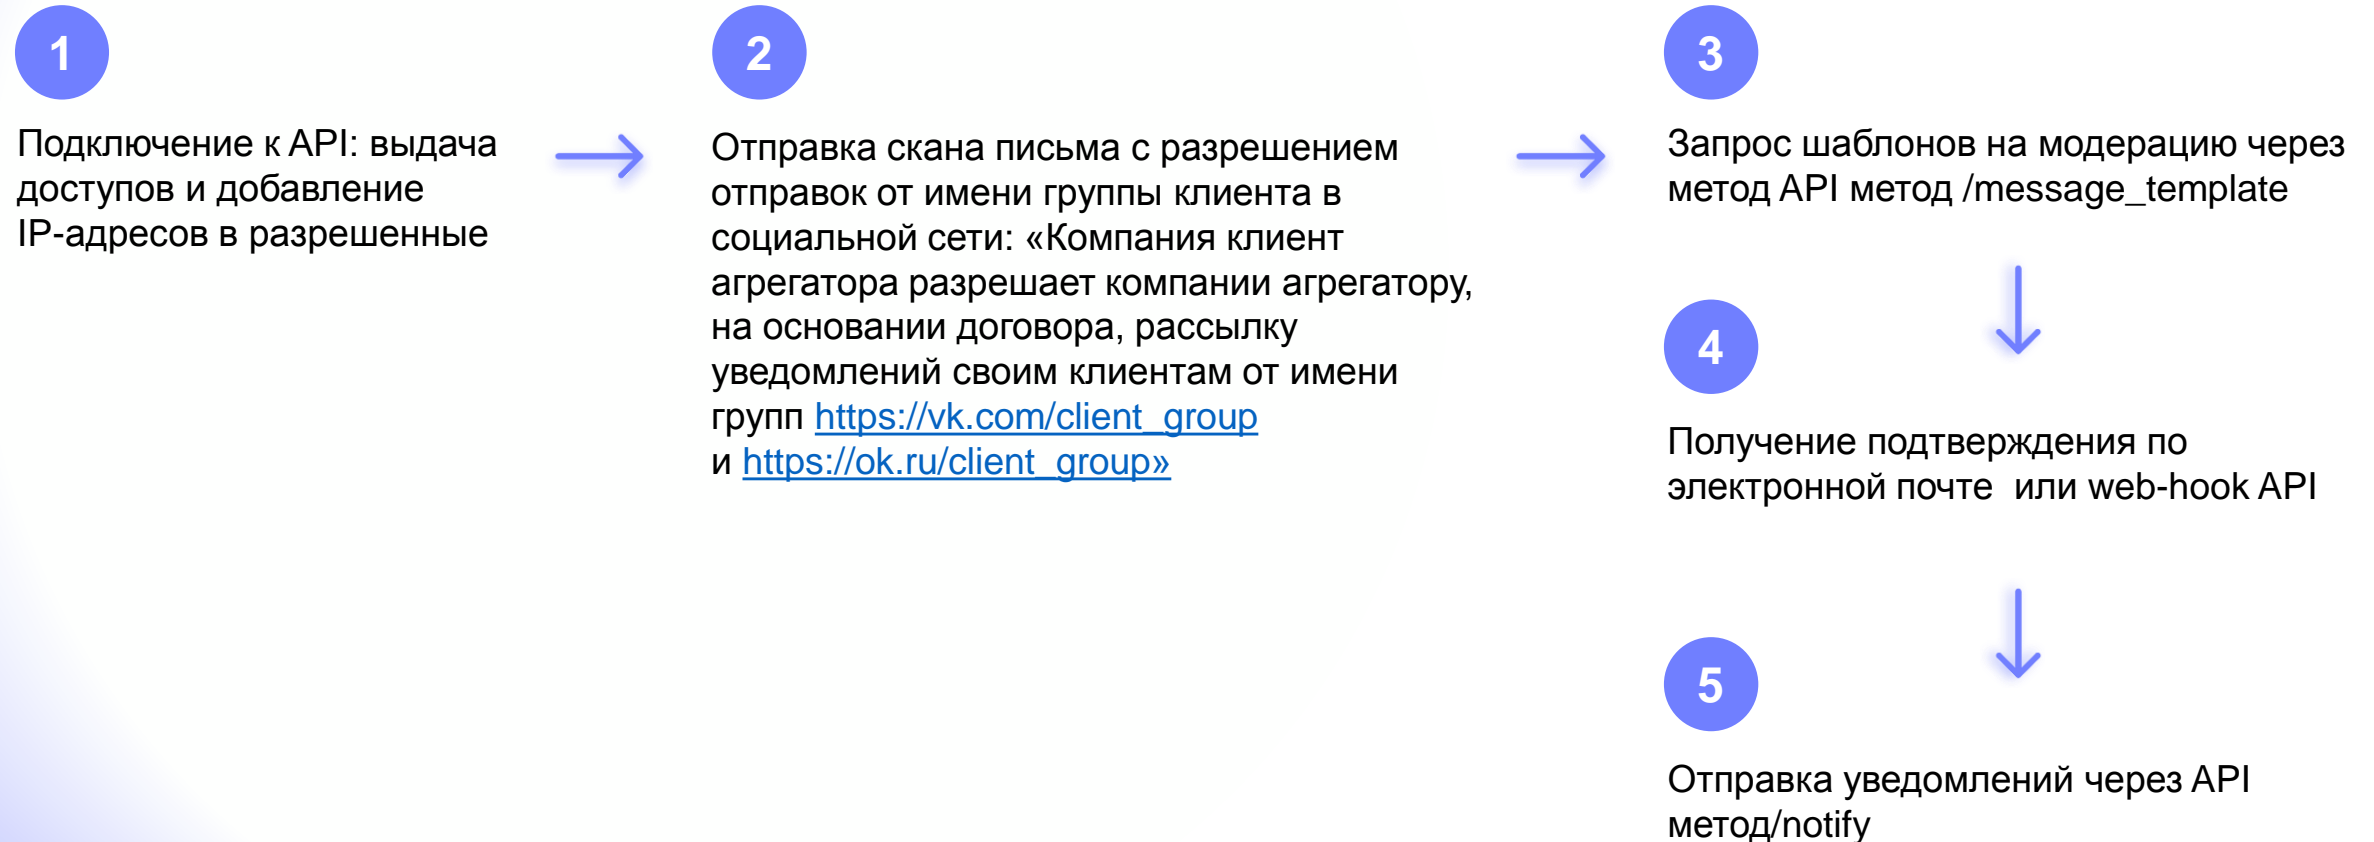 1
Подключение к API: выдача
доступов и добавление
IP-адресов в разрешенные
2
Отправка скана письма с разрешением
отправок от имени группы клиента в
социальной сети: «Компания клиент
агрегатора разрешает компании агрегатору,
на основании договора, рассылку
уведомлений своим клиентам от имени
групп https://vk.com/client_group
и https://ok.ru/client_group»
3
Запрос шаблонов на модерацию через
метод API метод /message_template
4
Получение подтверждения по
электронной почте  или web-hook API
5
Отправка уведомлений через API
метод/notify